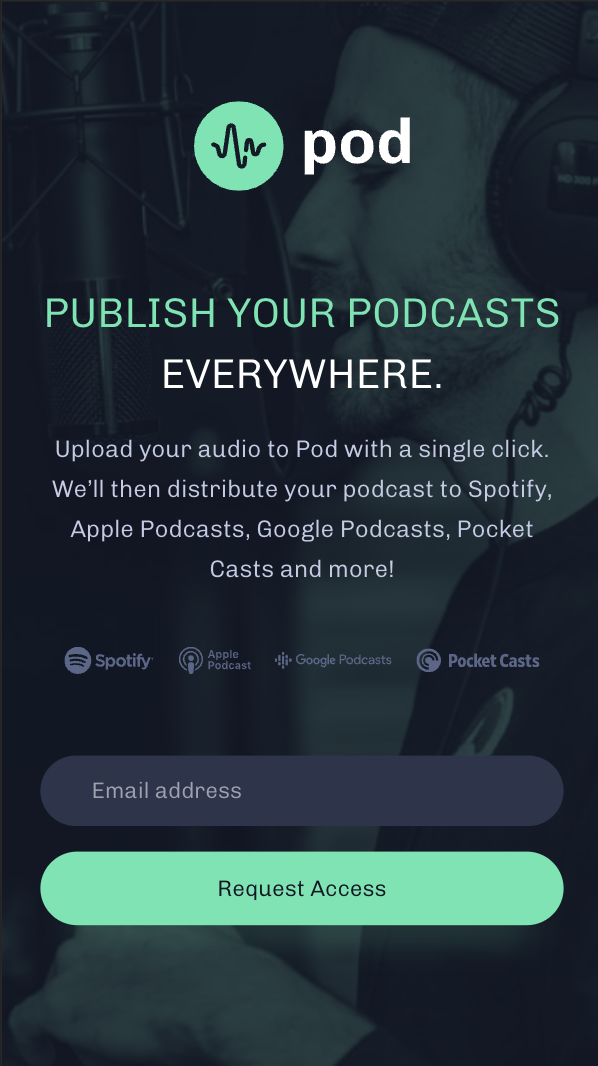 pod
PUBLISH YOUR PODCASTS
EVERYWHERE.
Upload your audio to Pod with a single click.
We’ll then distribute your podcast to Spotify,
Apple Podcasts, Google Podcasts, Pocket
Casts and more!
Spotify Apple Podcast Google Podcasts Pocket Casts
Email address
Request Access